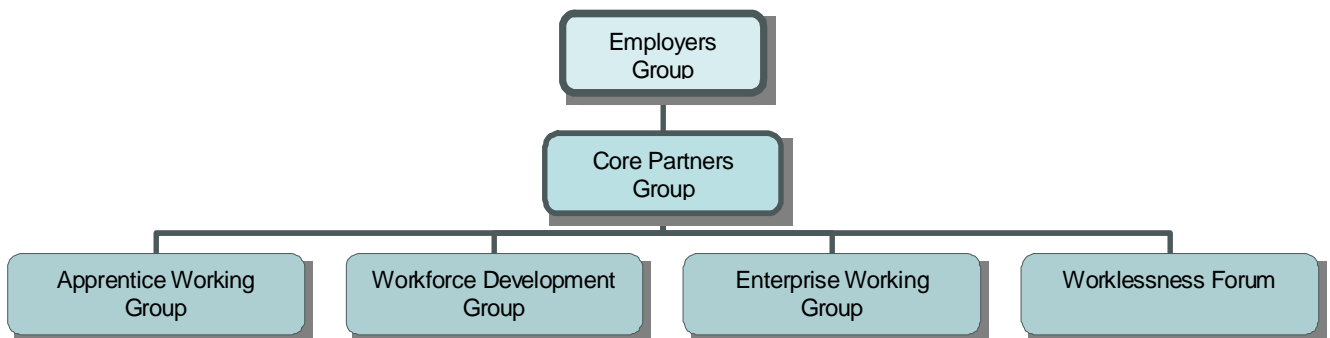 Employers
Group
Core Partners
Group
Apprentice Working
Group
Workforce Development
Group
Enterprise Working
Group
Worklessness Forum